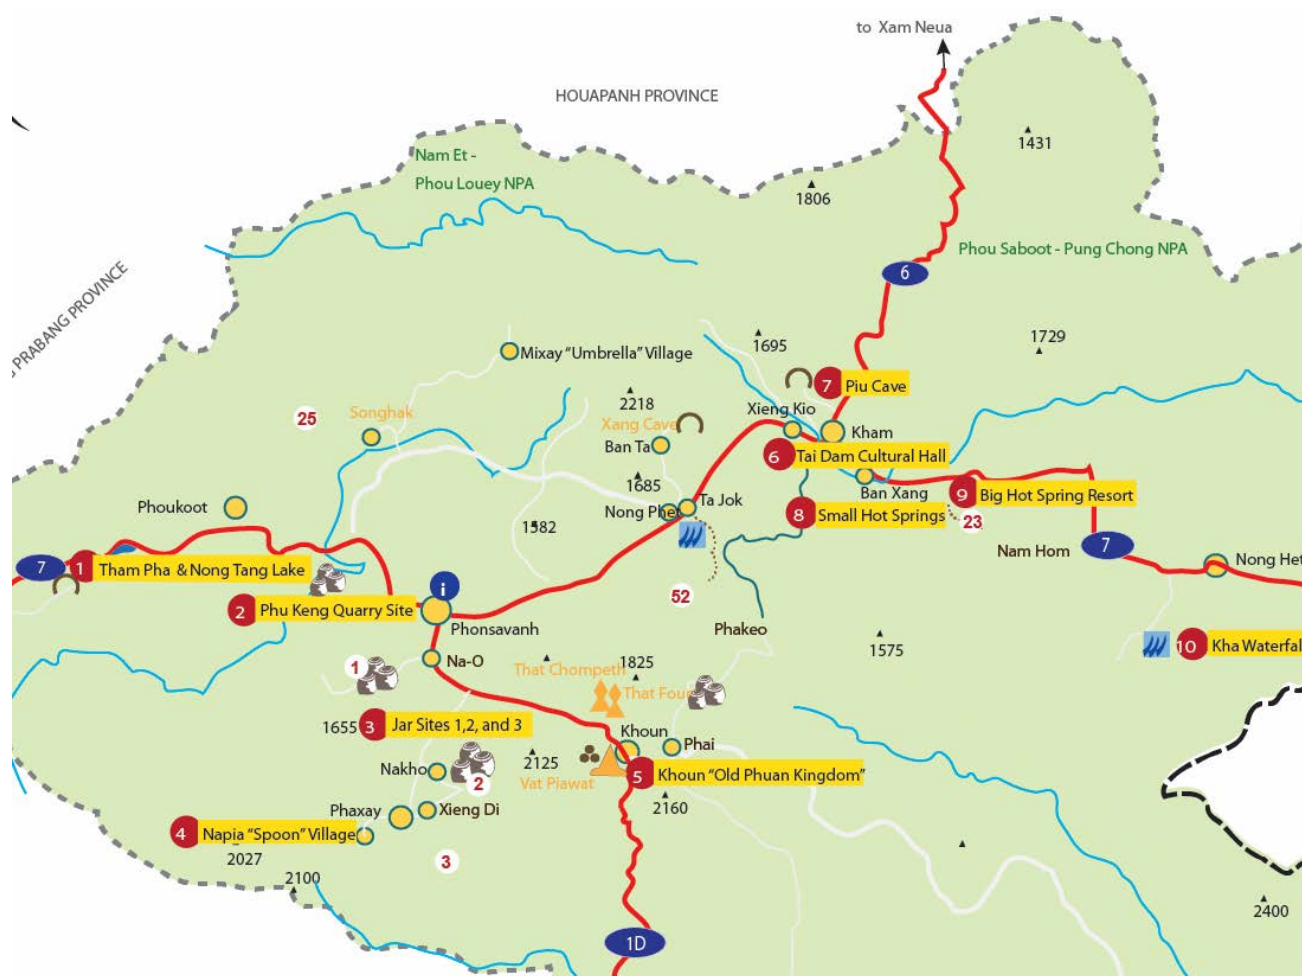 to Xam Neua
HOUAPANH PROVINCE
1431
Nam Et -
Phou Louey NPA
1806
Phou Saboot - Pung Chong NPA
6
PRABANG PROVINCE
1695
1729
Mixay "Umbrella" Village
7 Piu Cave
2218
Xieng Kio
25
Songhak
Xang Cave
Kham
Ban Ta
6 Tai Dam Cultural Hall
1685
Ban Xang
9 Big Hot Spring Resort
Phoukoot
Nong Phet
Ta Jok
8 Small Hot Springs
23
1582
Nam Hom
7
7
1 Tham Pha & Nong Tang Lake
Nong Het
i
52
2 Phu Keng Quarry Site
Phonsavanh
Phakeo
1575
10 Kha Waterfal
1
Na-O
That Chompeth
1825
That Foun
1655
3 Jar Sites 1,2, and 3
Khoun
Phai
Nakho
2125
2
Vat Piawat
5 Khoun "Old Phuan Kingdom"
2160
Phaxay
Xieng Di
4 Napia "Spoon" Village
2027
3
2100
2400
1D